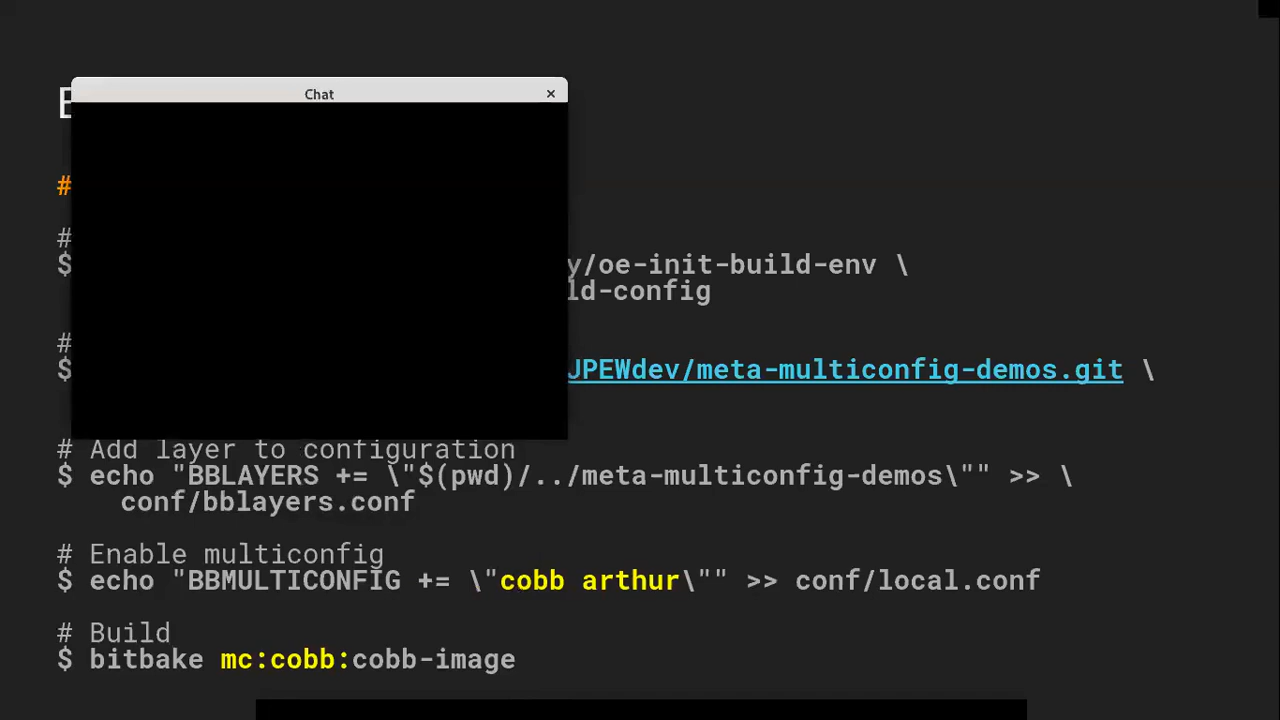 Chat ×
#
#
$ y/oe-init-build-env \
ld-config
#
$ JPEWdev/meta-multiconfig-demos.git \
# Add layer to configuration
$ echo "BBLAYERS += \"$(pwd)/../meta-multiconfig-demos\"" >> \
conf/bblayers.conf
# Enable multiconfig
$ echo "BBMULTICONFIG += \"cobb arthur\"" >> conf/local.conf
# Build
$ bitbake mc:cobb:cobb-image